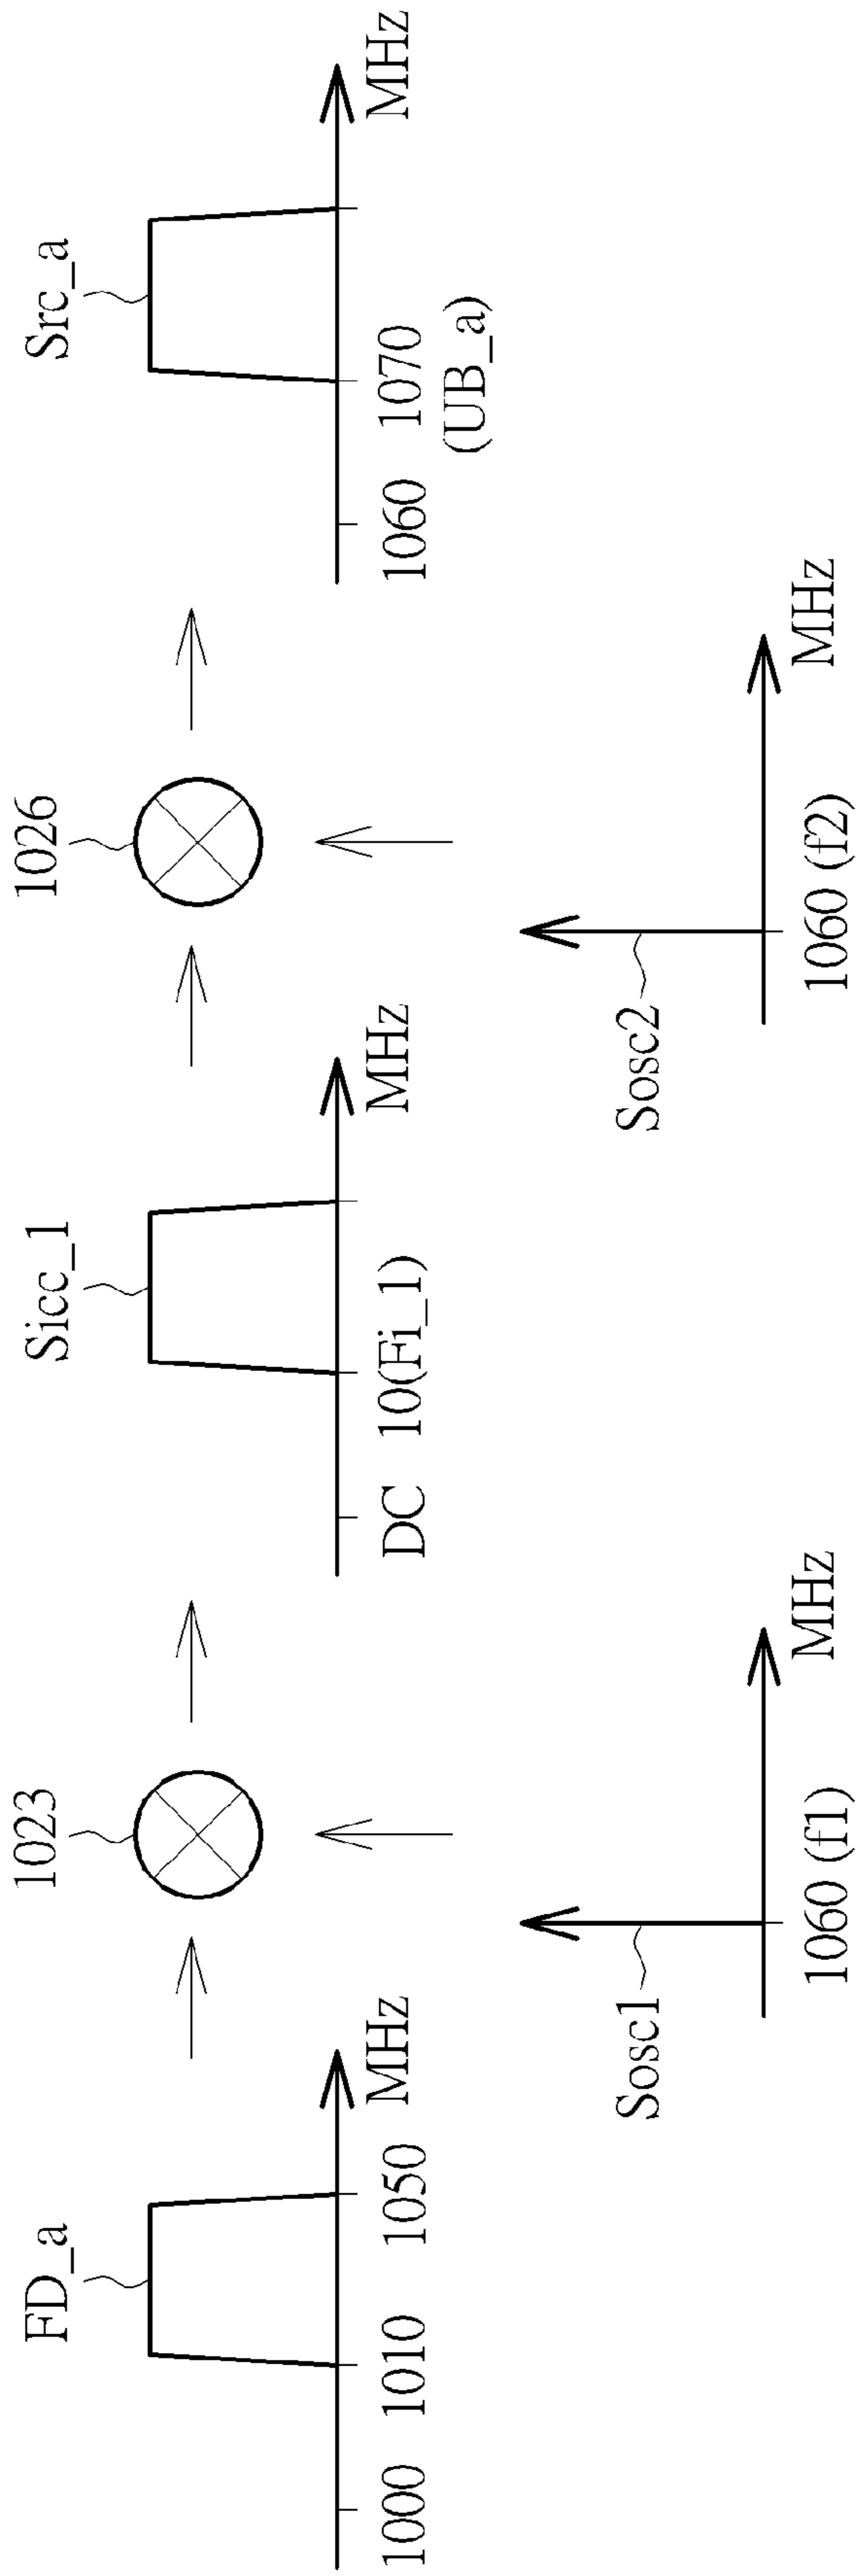 FD_a
1000 1010 1050 MHz
1023
Sosc1
1060 (f1) MHz
Sicc_1
DC 10(Fi_1) MHz
1026
Sosc2
1060 (f2) MHz
Src_a
1060 1070 MHz
(UB_a)